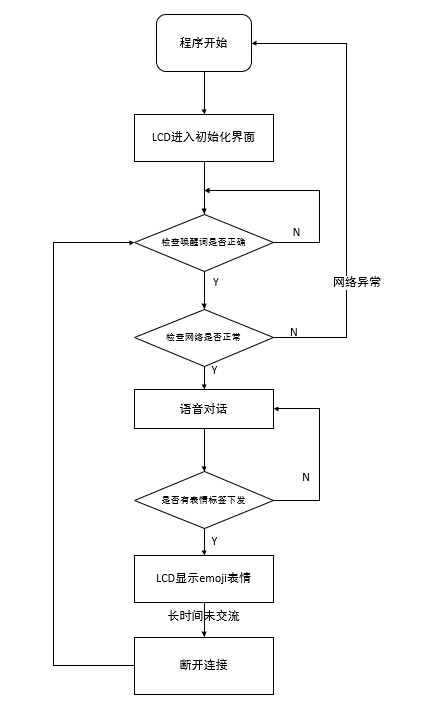 程序开始
LCD进入初始化界面
检查唤醒词是否正确
N
Y
网络异常
检查网络是否正常
N
Y
语音对话
N
是否有表情标签下发
Y
LCD显示emoji表情
长时间未交流
断开连接